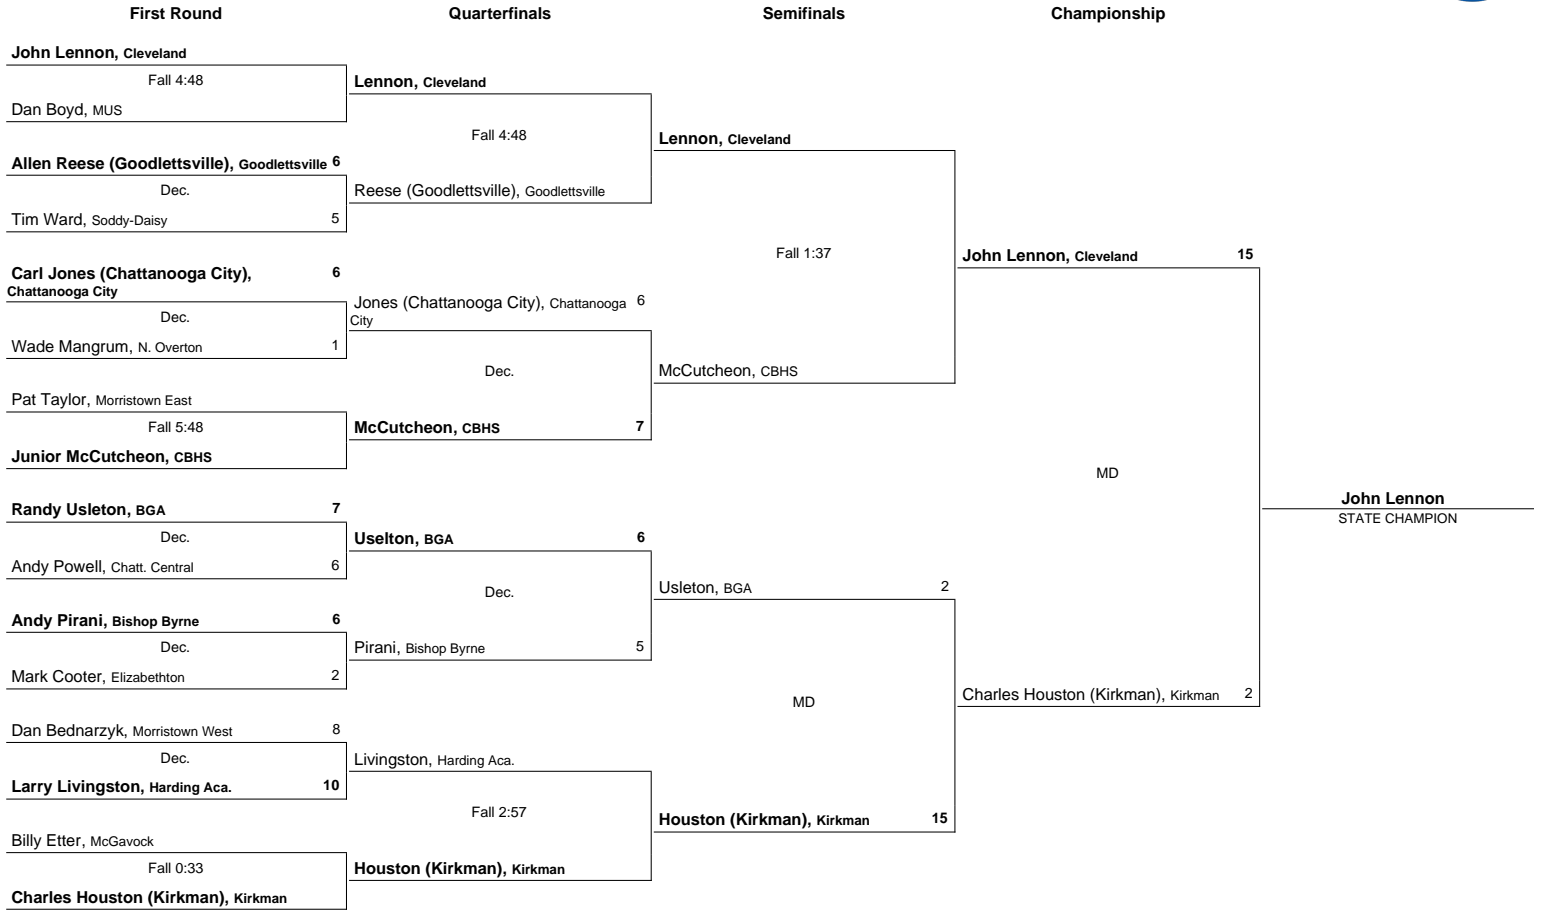 First Round
Quarterfinals
Semifinals
Championship
John Lennon, Cleveland
Fall 4:48
Dan Boyd, MUS
Allen Reese (Goodlettsville), Goodlettsville 6
Dec.
Tim Ward, Soddy-Daisy 5
Carl Jones (Chattanooga City), 6
Chattanooga City
Dec.
Wade Mangrum, N. Overton 1
Pat Taylor, Morristown East
Fall 5:48
Junior McCutcheon, CBHS
Randy Usleton, BGA 7
Dec.
Andy Powell, Chatt. Central 6
Andy Pirani, Bishop Byrne 6
Dec.
Mark Cooter, Elizabethton 2
Dan Bednarzyk, Morristown West 8
Dec.
Larry Livingston, Harding Aca. 10
Billy Etter, McGavock
Fall 0:33
Charles Houston (Kirkman), Kirkman
Lennon, Cleveland
Fall 4:48
Reese (Goodlettsville), Goodlettsville
Jones (Chattanooga City), Chattanooga 6
City
Dec.
McCutcheon, CBHS 7
Uselton, BGA 6
Dec.
Pirani, Bishop Byrne 5
Livingston, Harding Aca.
Fall 2:57
Houston (Kirkman), Kirkman
Lennon, Cleveland
Fall 1:37
McCutcheon, CBHS
Usleton, BGA 2
MD
Houston (Kirkman), Kirkman 15
John Lennon, Cleveland 15
MD
Charles Houston (Kirkman), Kirkman 2
John Lennon
STATE CHAMPION